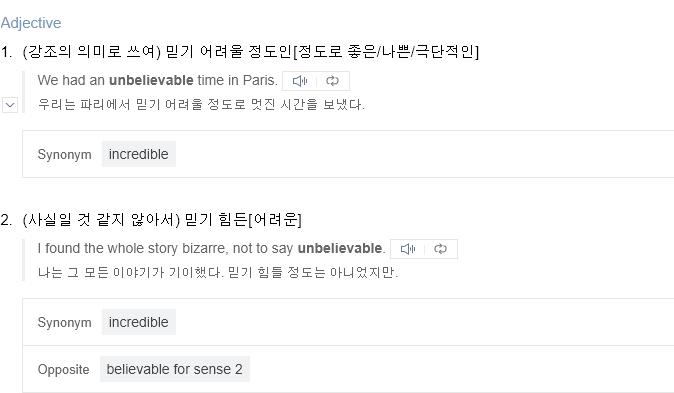 Adjective
1. (강조의 의미로 쓰여) 믿기 어려울 정도인[정도로 좋은/나쁜/극단적인]
We had an unbelievable time in Paris.
우리는 파리에서 믿기 어려울 정도로 멋진 시간을 보냈다.
Synonym incredible
2. (사실일 것 같지 않아서) 믿기 힘든[어려운]
I found the whole story bizarre, not to say unbelievable.
나는 그 모든 이야기가 기이했다. 믿기 힘들 정도는 아니었지만.
Synonym incredible
Opposite believable for sense 2